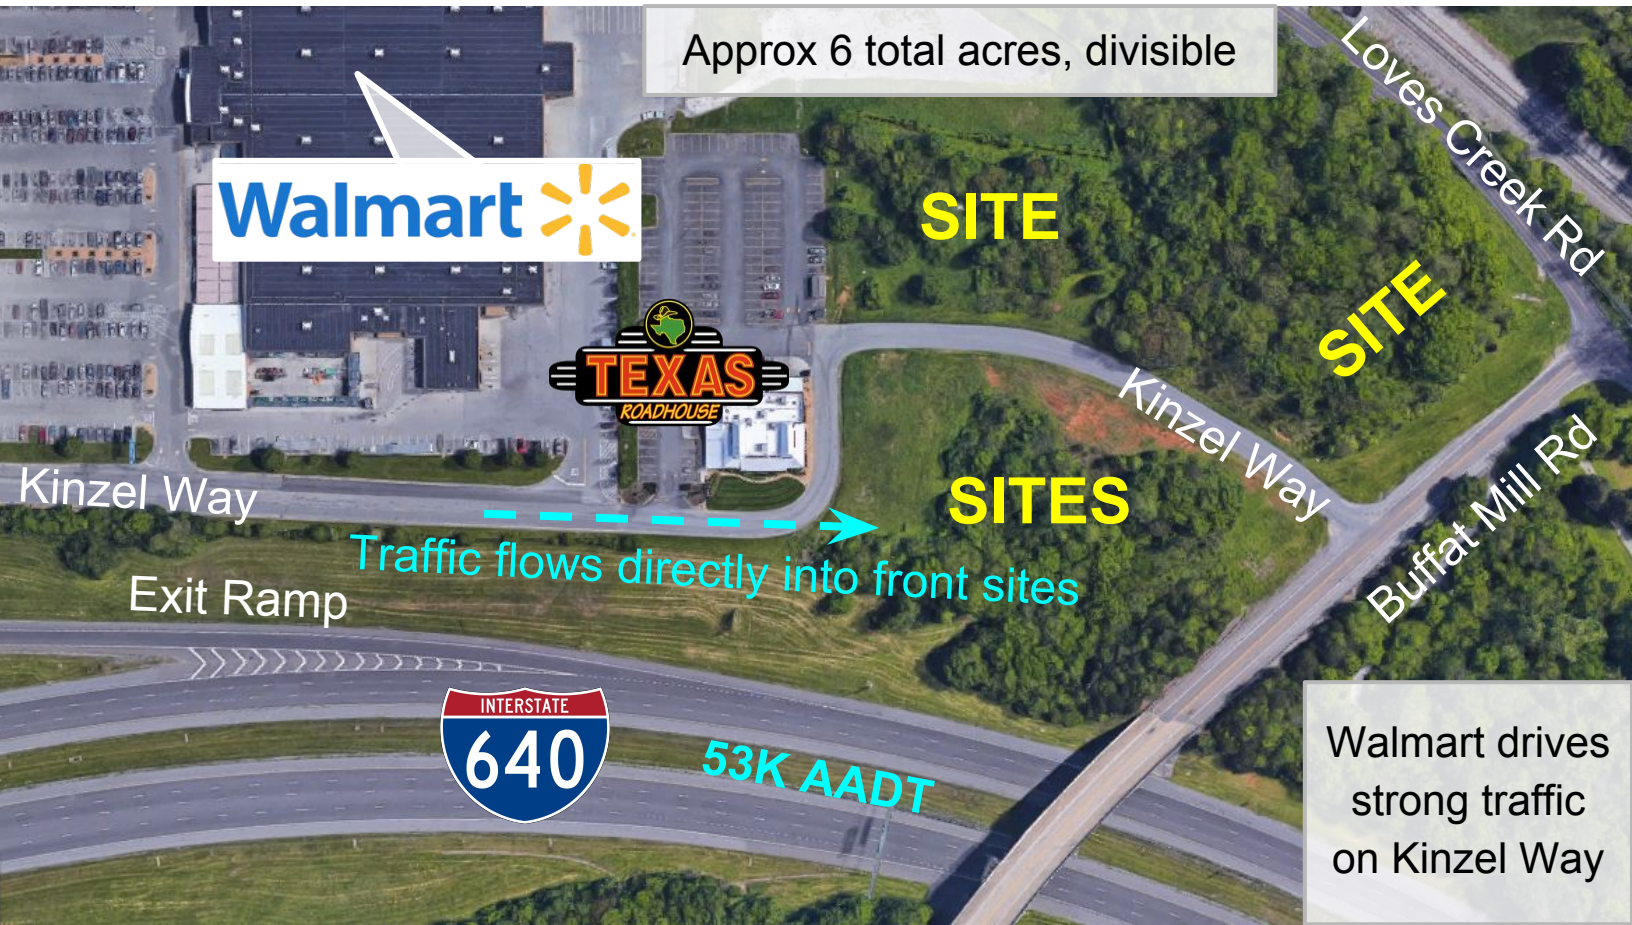 Approx 6 total acres, divisible
Loves Creek Rd
Walmart
SITE
SITE
TEXAS
ROADHOUSE
Kinzel Way
Kinzel Way
SITES
Buffat Mill Rd
Traffic flows directly into front sites
Exit Ramp
INTERSTATE
640
53K AADT
Walmart drives
strong traffic
on Kinzel Way